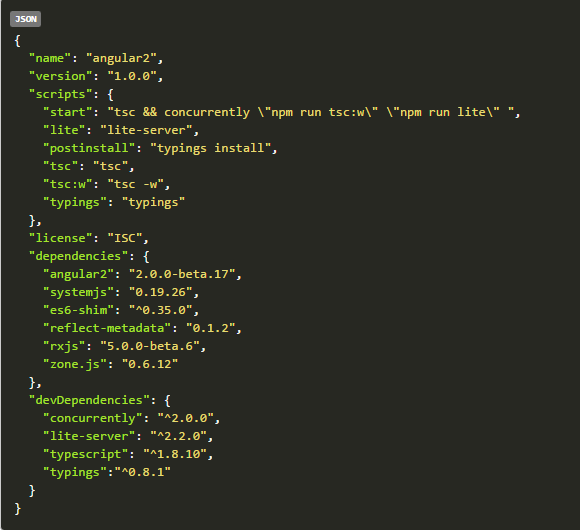 JSON
{
  "name": "angular2",
  "version": "1.0.0",
  "scripts": {
    "start": "tsc && concurrently \"npm run tsc:w\" \"npm run lite\" ",
    "lite": "lite-server",
    "postinstall": "typings install",
    "tsc": "tsc",
    "tsc:w": "tsc -w",
    "typings": "typings"
  },
  "license": "ISC",
  "dependencies": {
    "angular2": "2.0.0-beta.17",
    "systemjs": "0.19.26",
    "es6-shim": "^0.35.0",
    "reflect-metadata": "0.1.2",
    "rxjs": "5.0.0-beta.6",
    "zone.js": "0.6.12"
  },
  "devDependencies": {
    "concurrently": "^2.0.0",
    "lite-server": "^2.2.0",
    "typescript": "^1.8.10",
    "typings":"^0.8.1"
  }
}